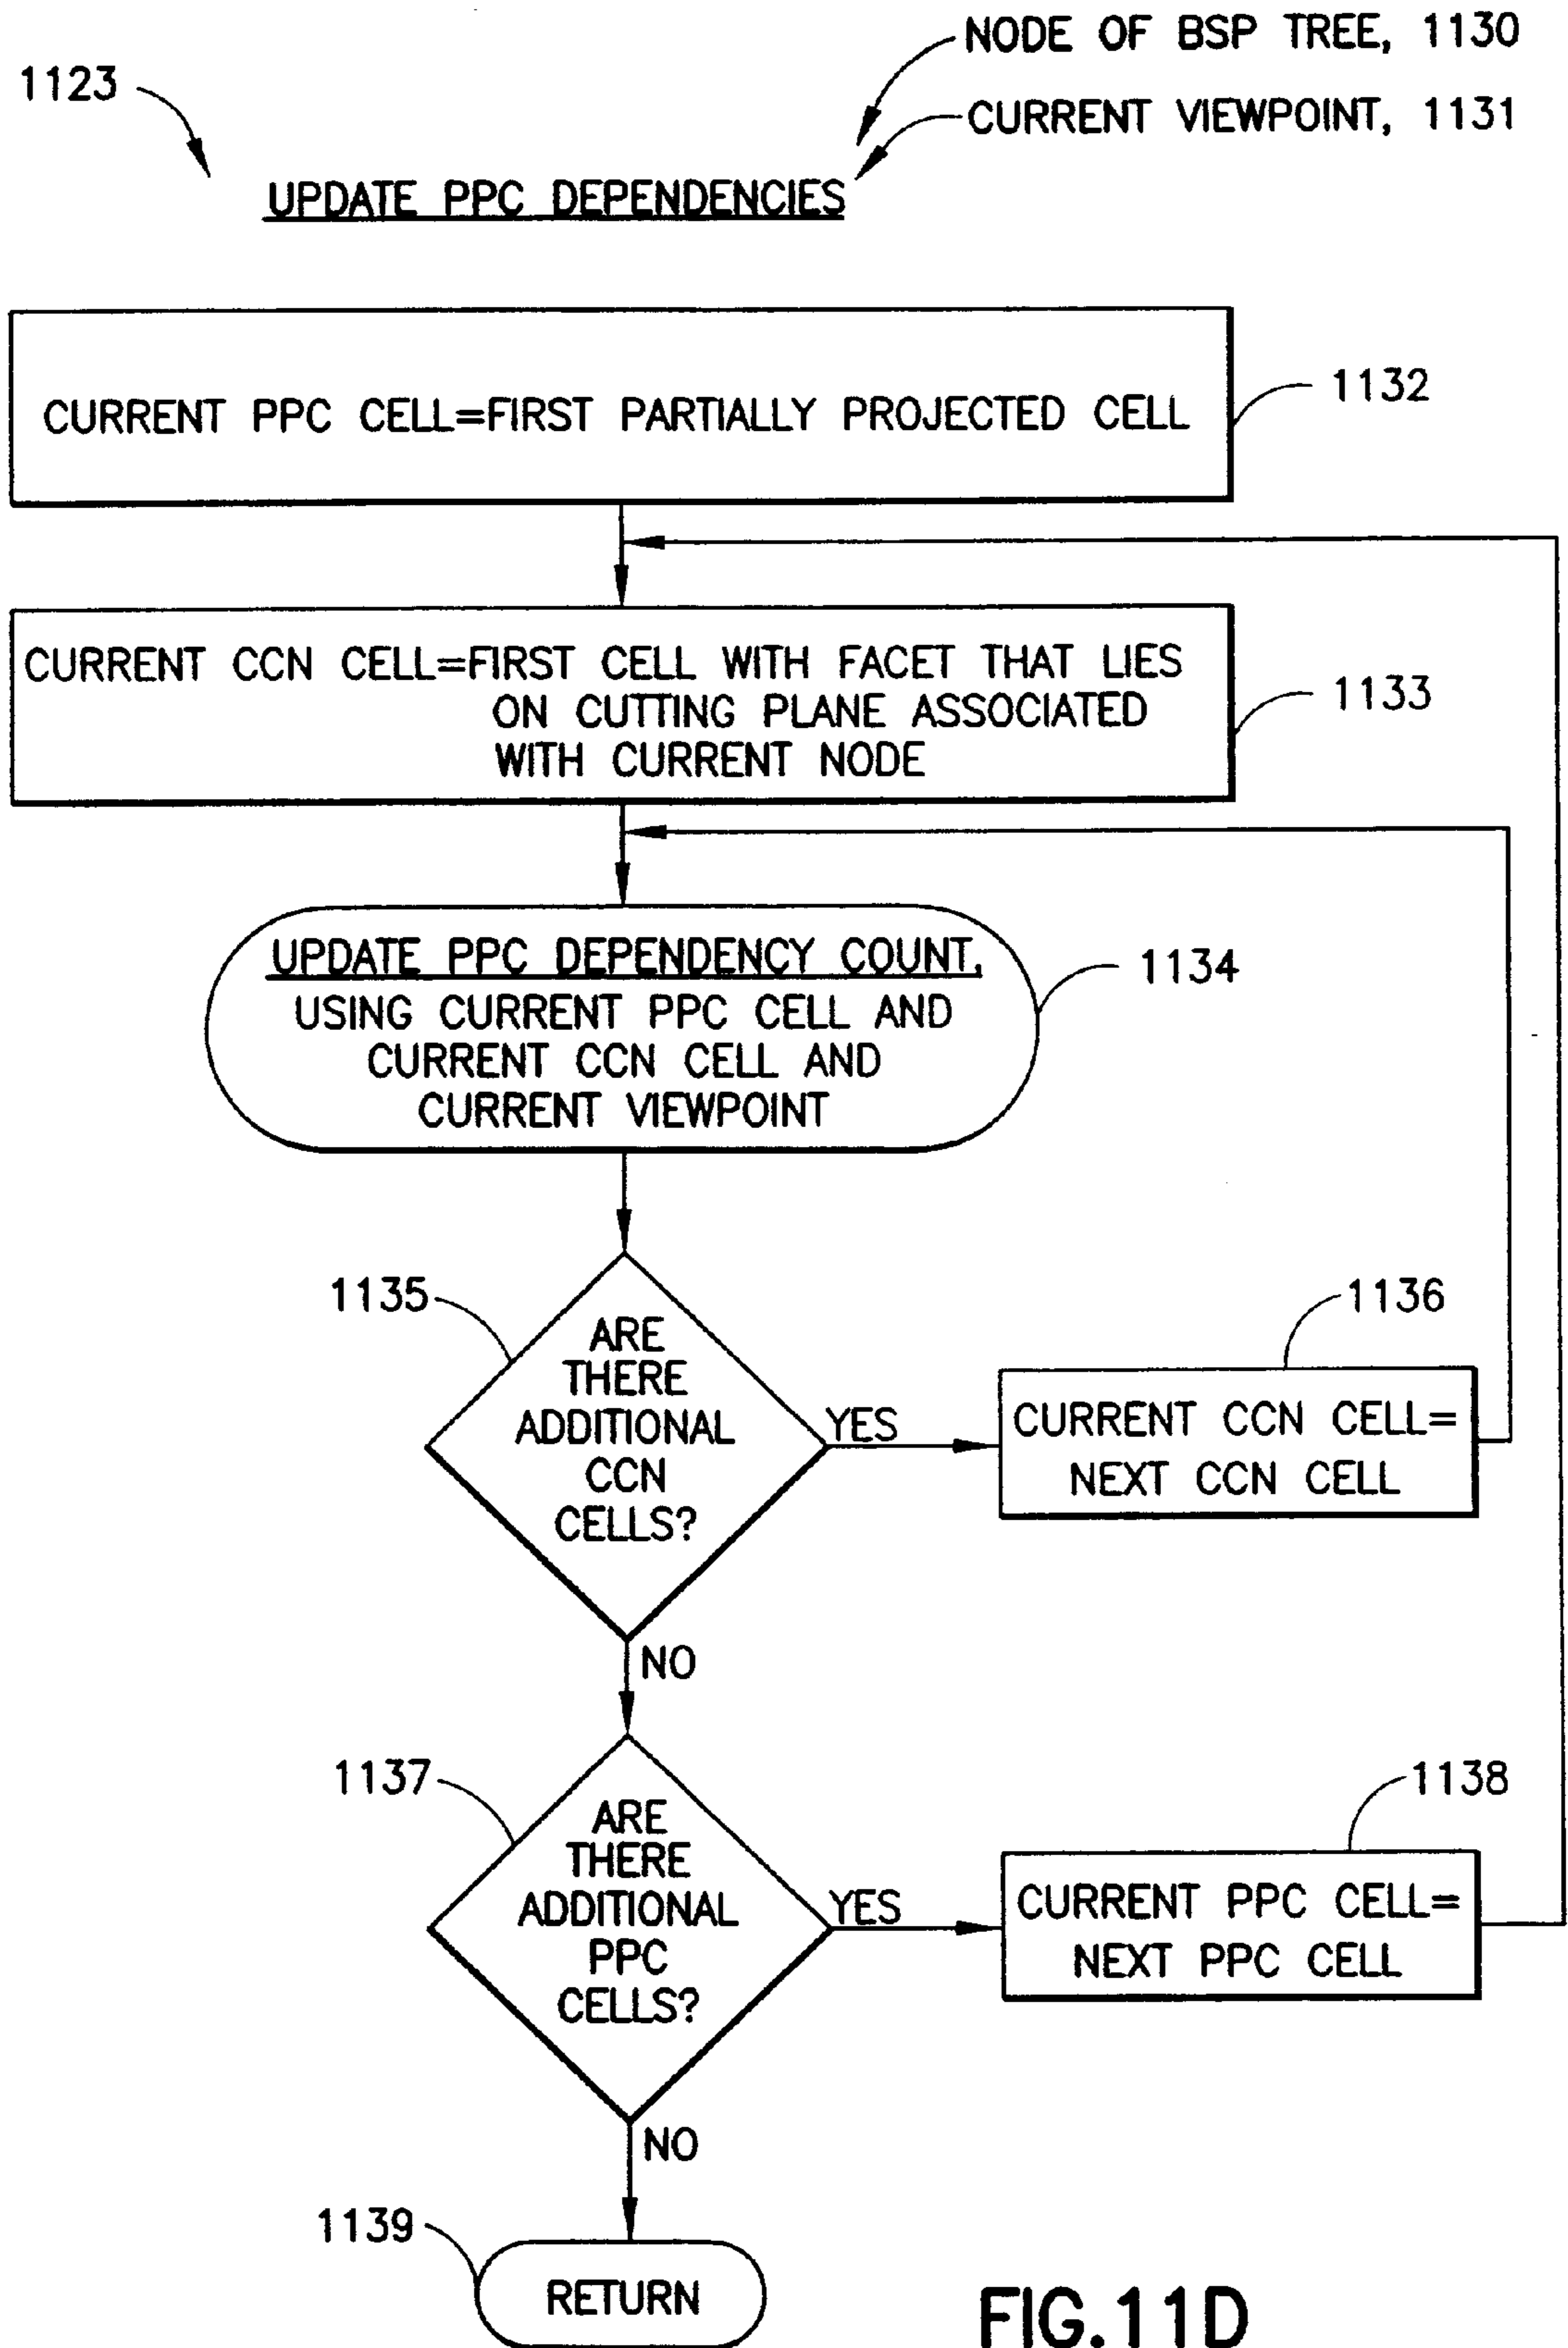 NODE OF BSP TREE, 1130
1123
CURRENT VIEWPOINT, 1131
UPDATE PPC DEPENDENCIES
CURRENT PPC CELL=FIRST PARTIALLY PROJECTED CELL
1132
CURRENT CCN CELL=FIRST CELL WITH FACET THAT LIES
ON CUTTING PLANE ASSOCIATED
WITH CURRENT NODE
1133
UPDATE PPC DEPENDENCY COUNT,
USING CURRENT PPC CELL AND
CURRENT CCN CELL AND
CURRENT VIEWPOINT
1134
1135
ARE
THERE
ADDITIONAL
CCN
CELLS?
YES
1136
CURRENT CCN CELL=
NEXT CCN CELL
NO
1137
ARE
THERE
ADDITIONAL
PPC
CELLS?
YES
1138
CURRENT PPC CELL=
NEXT PPC CELL
NO
1139
RETURN
FIG.11D